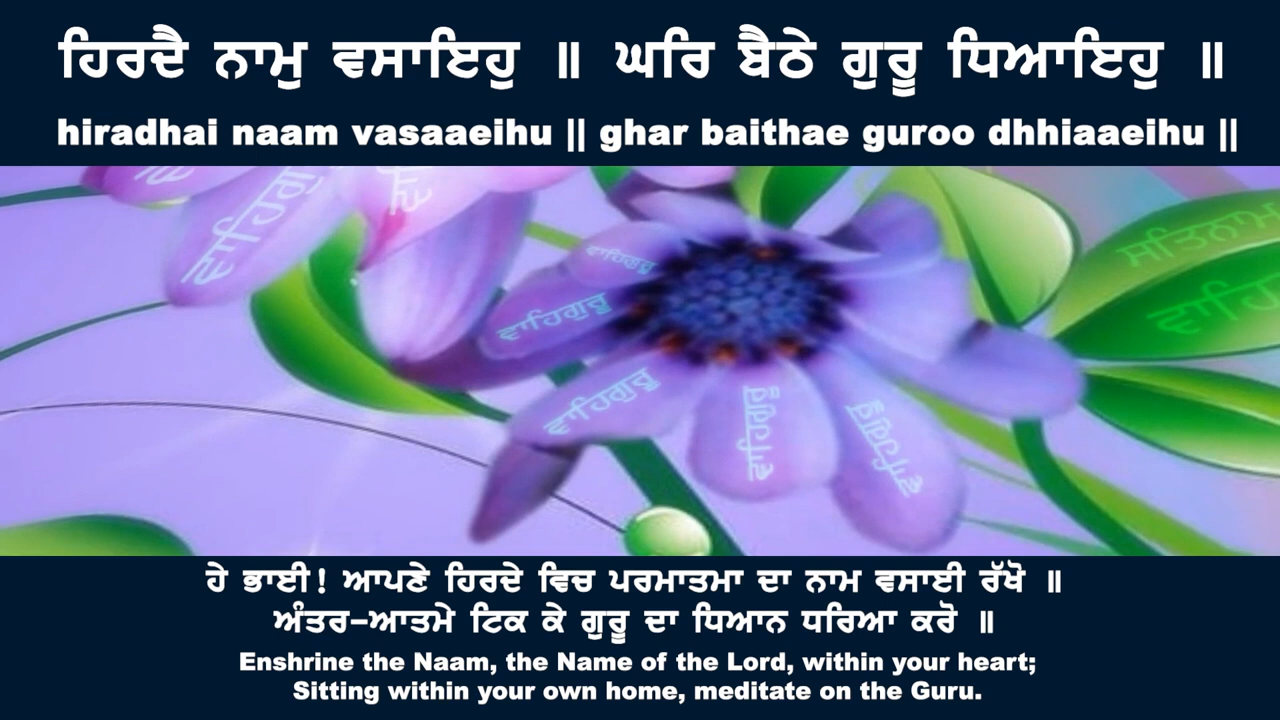 ਹਿਰਦੈ ਨਾਮੁ ਵਸਾਇਹੁ ॥ ਘਰਿ ਬੈਠੇ ਗੁਰੂ ਧਿਆਇਹੁ ॥
hiradhai naam vasaaeihu || ghar baithae guroo dhhiaaeihu ||
ਵਾਹਿਗੁ
ਵਾਹਿਗੁਰੂ
ਸਤਿਨਾਮ
ਵਾਹਿਗੁਰੂ
ਵਾਹਿਗੁ
ਵਾਹਿਗੁਰੂ
ਵਾਹਿਗੁਰੂ
ਵਾਹਿਗੁਰੂ
ਹੇ ਭਾਈ! ਆਪਣੇ ਹਿਰਦੇ ਵਿਚ ਪਰਮਾਤਮਾ ਦਾ ਨਾਮ ਵਸਾਈ ਰੱਖੋ ॥
ਅੰਤਰ-ਆਤਮੇ ਟਿਕ ਕੇ ਗੁਰੂ ਦਾ ਧਿਆਨ ਧਰਿਆ ਕਰੋ ॥
Enshrine the Naam, the Name of the Lord, within your heart;
Sitting within your own home, meditate on the Guru.